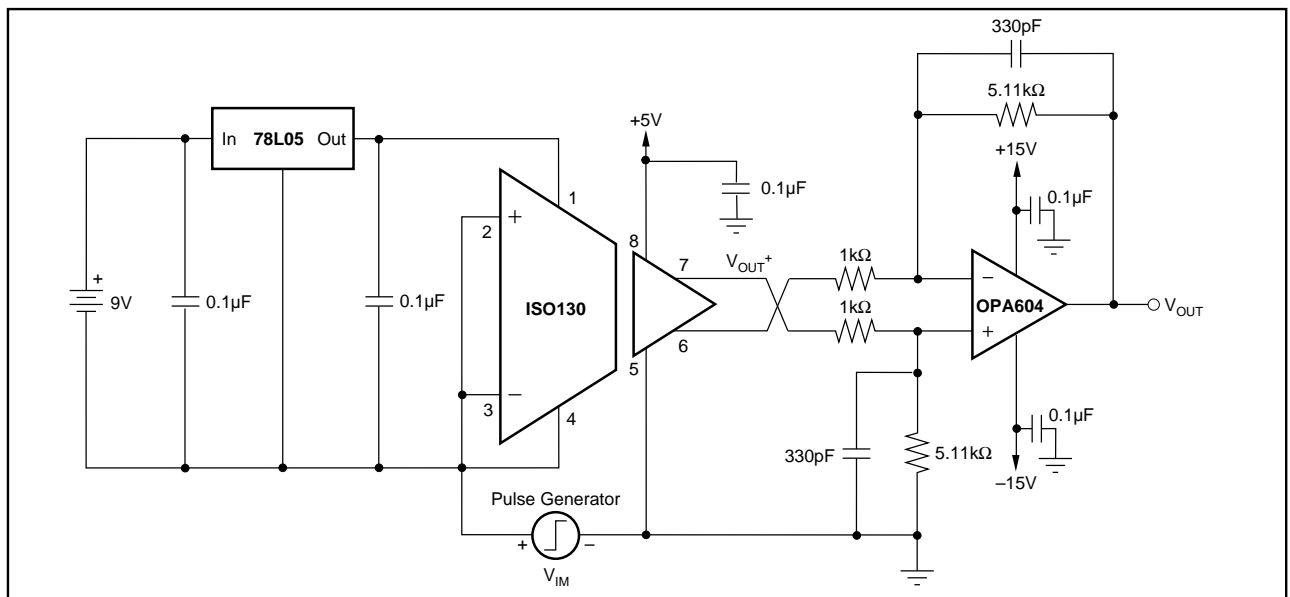 330pF
5.11kΩ
+5V
+15V
In 78L05 Out
0.1µF
0.1µF
1
+
2
8
7
VOUT+
1kΩ
−
+
9V
0.1µF
0.1µF
ISO130
OPA604
VOUT
1kΩ
+
6
−
3
4
5
0.1µF
330pF
5.11kΩ
–15V
Pulse Generator
+
–
VIM